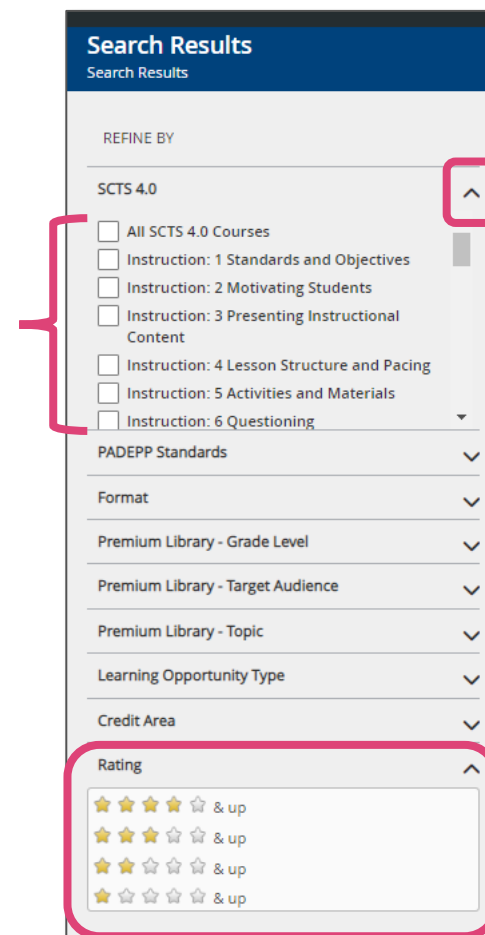 Search Results
Search Results
REFINE BY
SCTS 4.0
All SCTS 4.0 Courses
Instruction: 1 Standards and Objectives
Instruction: 2 Motivating Students
Instruction: 3 Presenting Instructional
Content
Instruction: 4 Lesson Structure and Pacing
Instruction: 5 Activities and Materials
Instruction: 6 Questioning
PADEPP Standards
Format
Premium Library - Grade Level
Premium Library - Target Audience
Premium Library - Topic
Learning Opportunity Type
Credit Area
Rating
& up
& up
& up
& up